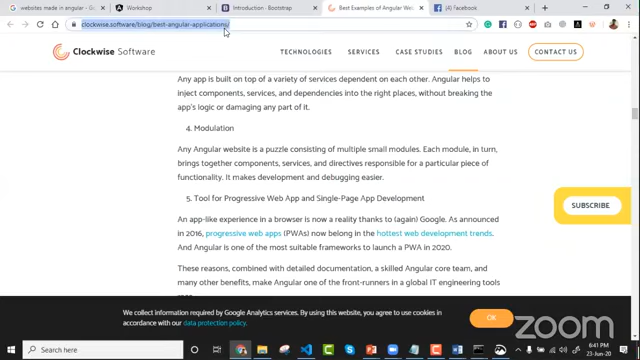 websites made in angular - G
Workshop
Introduction · Bootstrap
Best Examples of Angular Web
(4) Facebook
clockwise.software/blog/best-angular-applications/
Clockwise Software
TECHNOLOGIES SERVICES CASE STUDIES BLOG ABOUT US CONTACT US
Any app is built on top of a variety of services dependent on each other. Angular helps to
inject components, services, and dependencies into the right places, without breaking the
app's logic or damaging any part of it.
4. Modulation
Any Angular website is a puzzle consisting of multiple small modules. Each module, in turn,
brings together components, services, and directives responsible for a particular piece of
functionality. It makes development and debugging easier.
5. Tool for Progressive Web App and Single-Page App Development
SUBSCRIBE
An app-like experience in a browser is now a reality thanks to (again) Google. As announced
in 2016, progressive web apps (PWAs) now belong in the hottest web development trends.
And Angular is one of the most suitable frameworks to launch a PWA in 2020.
These reasons, combined with detailed documentation, a skilled Angular core team, and
many other benefits, make Angular one of the front-runners in a global IT engineering tools
race.
We collect information required by Google Analytics services. By using this website, you agree to use cookies in
accordance with our data protection policy.
OK
zoom
Type here to search
6:41 PM
23-Jun-20